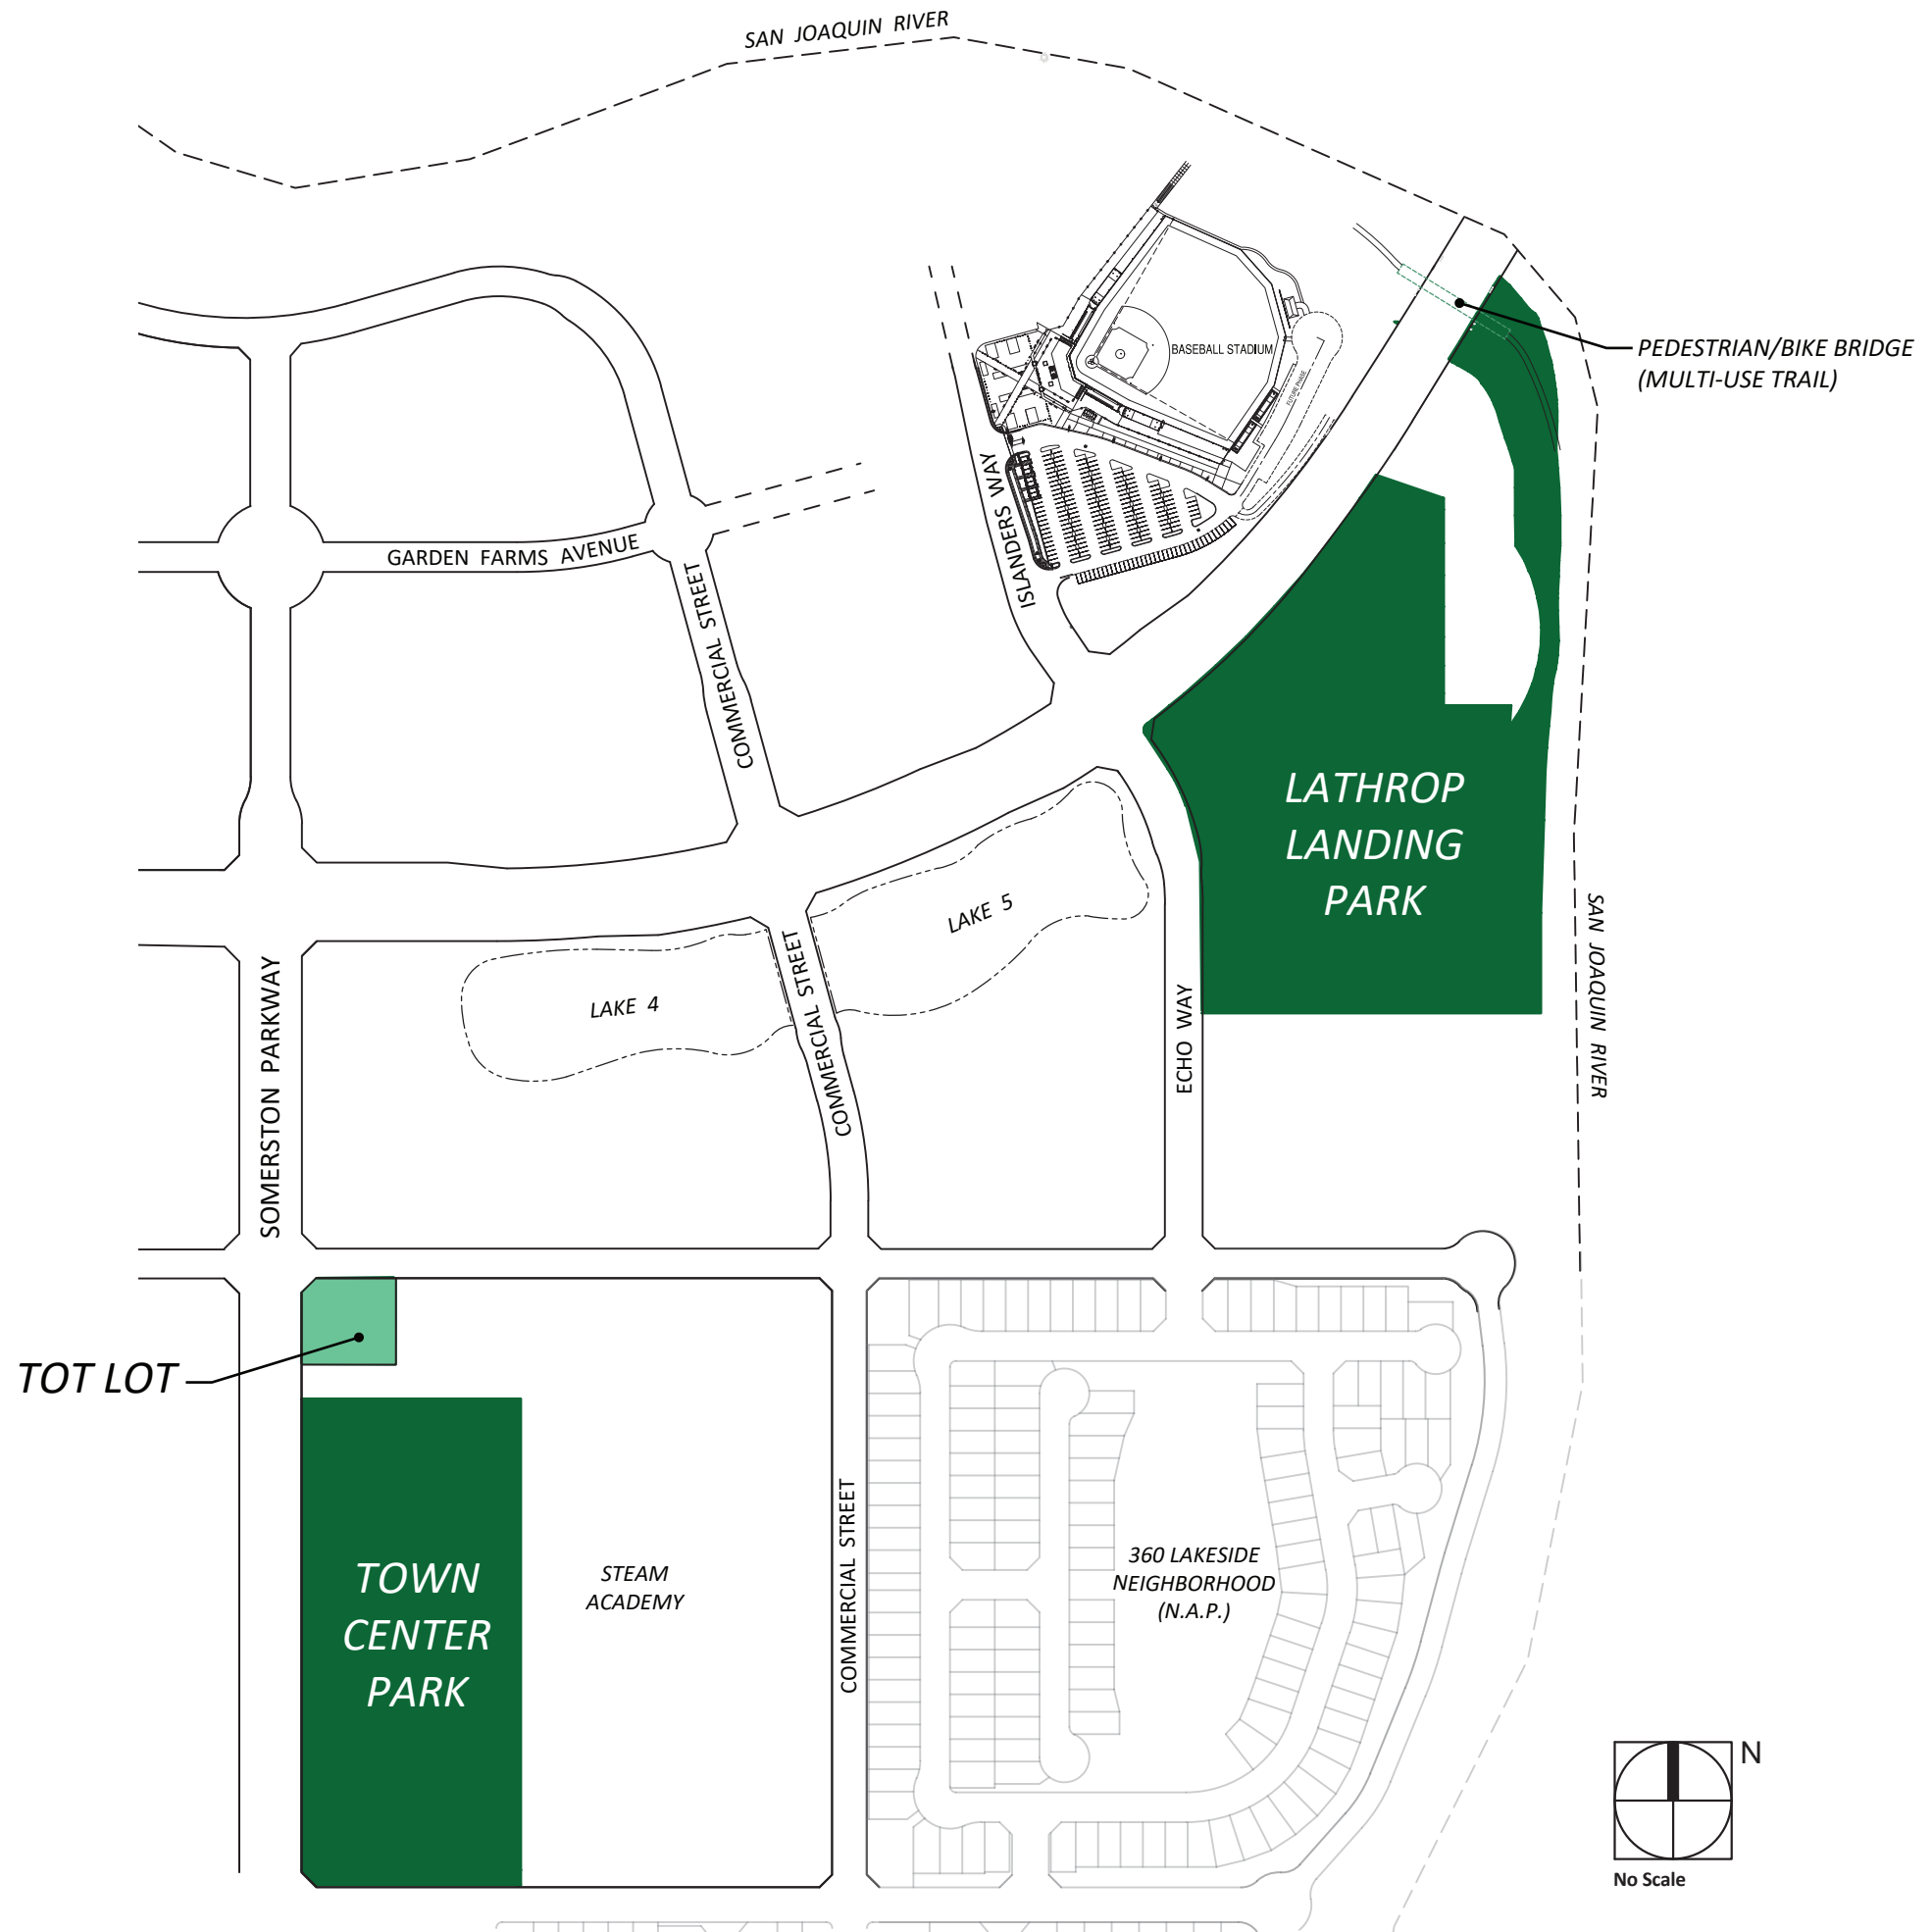 SAN JOAQUIN RIVER
BASEBALL STADIUM
FUTURE PHASE
PEDESTRIAN/BIKE BRIDGE
(MULTI-USE TRAIL)
ISLANDERS WAY
GARDEN FARMS AVENUE
COMMERCIAL STREET
LATHROP
LANDING
PARK
LAKE 5
LAKE 4
COMMERCIAL STREET
SOMERSTON PARKWAY
ECHO WAY
SAN JOAQUIN RIVER
TOT LOT
TOWN
CENTER
PARK
STEAM
ACADEMY
COMMERCIAL STREET
360 LAKESIDE
NEIGHBORHOOD
(N.A.P.)
N
No Scale